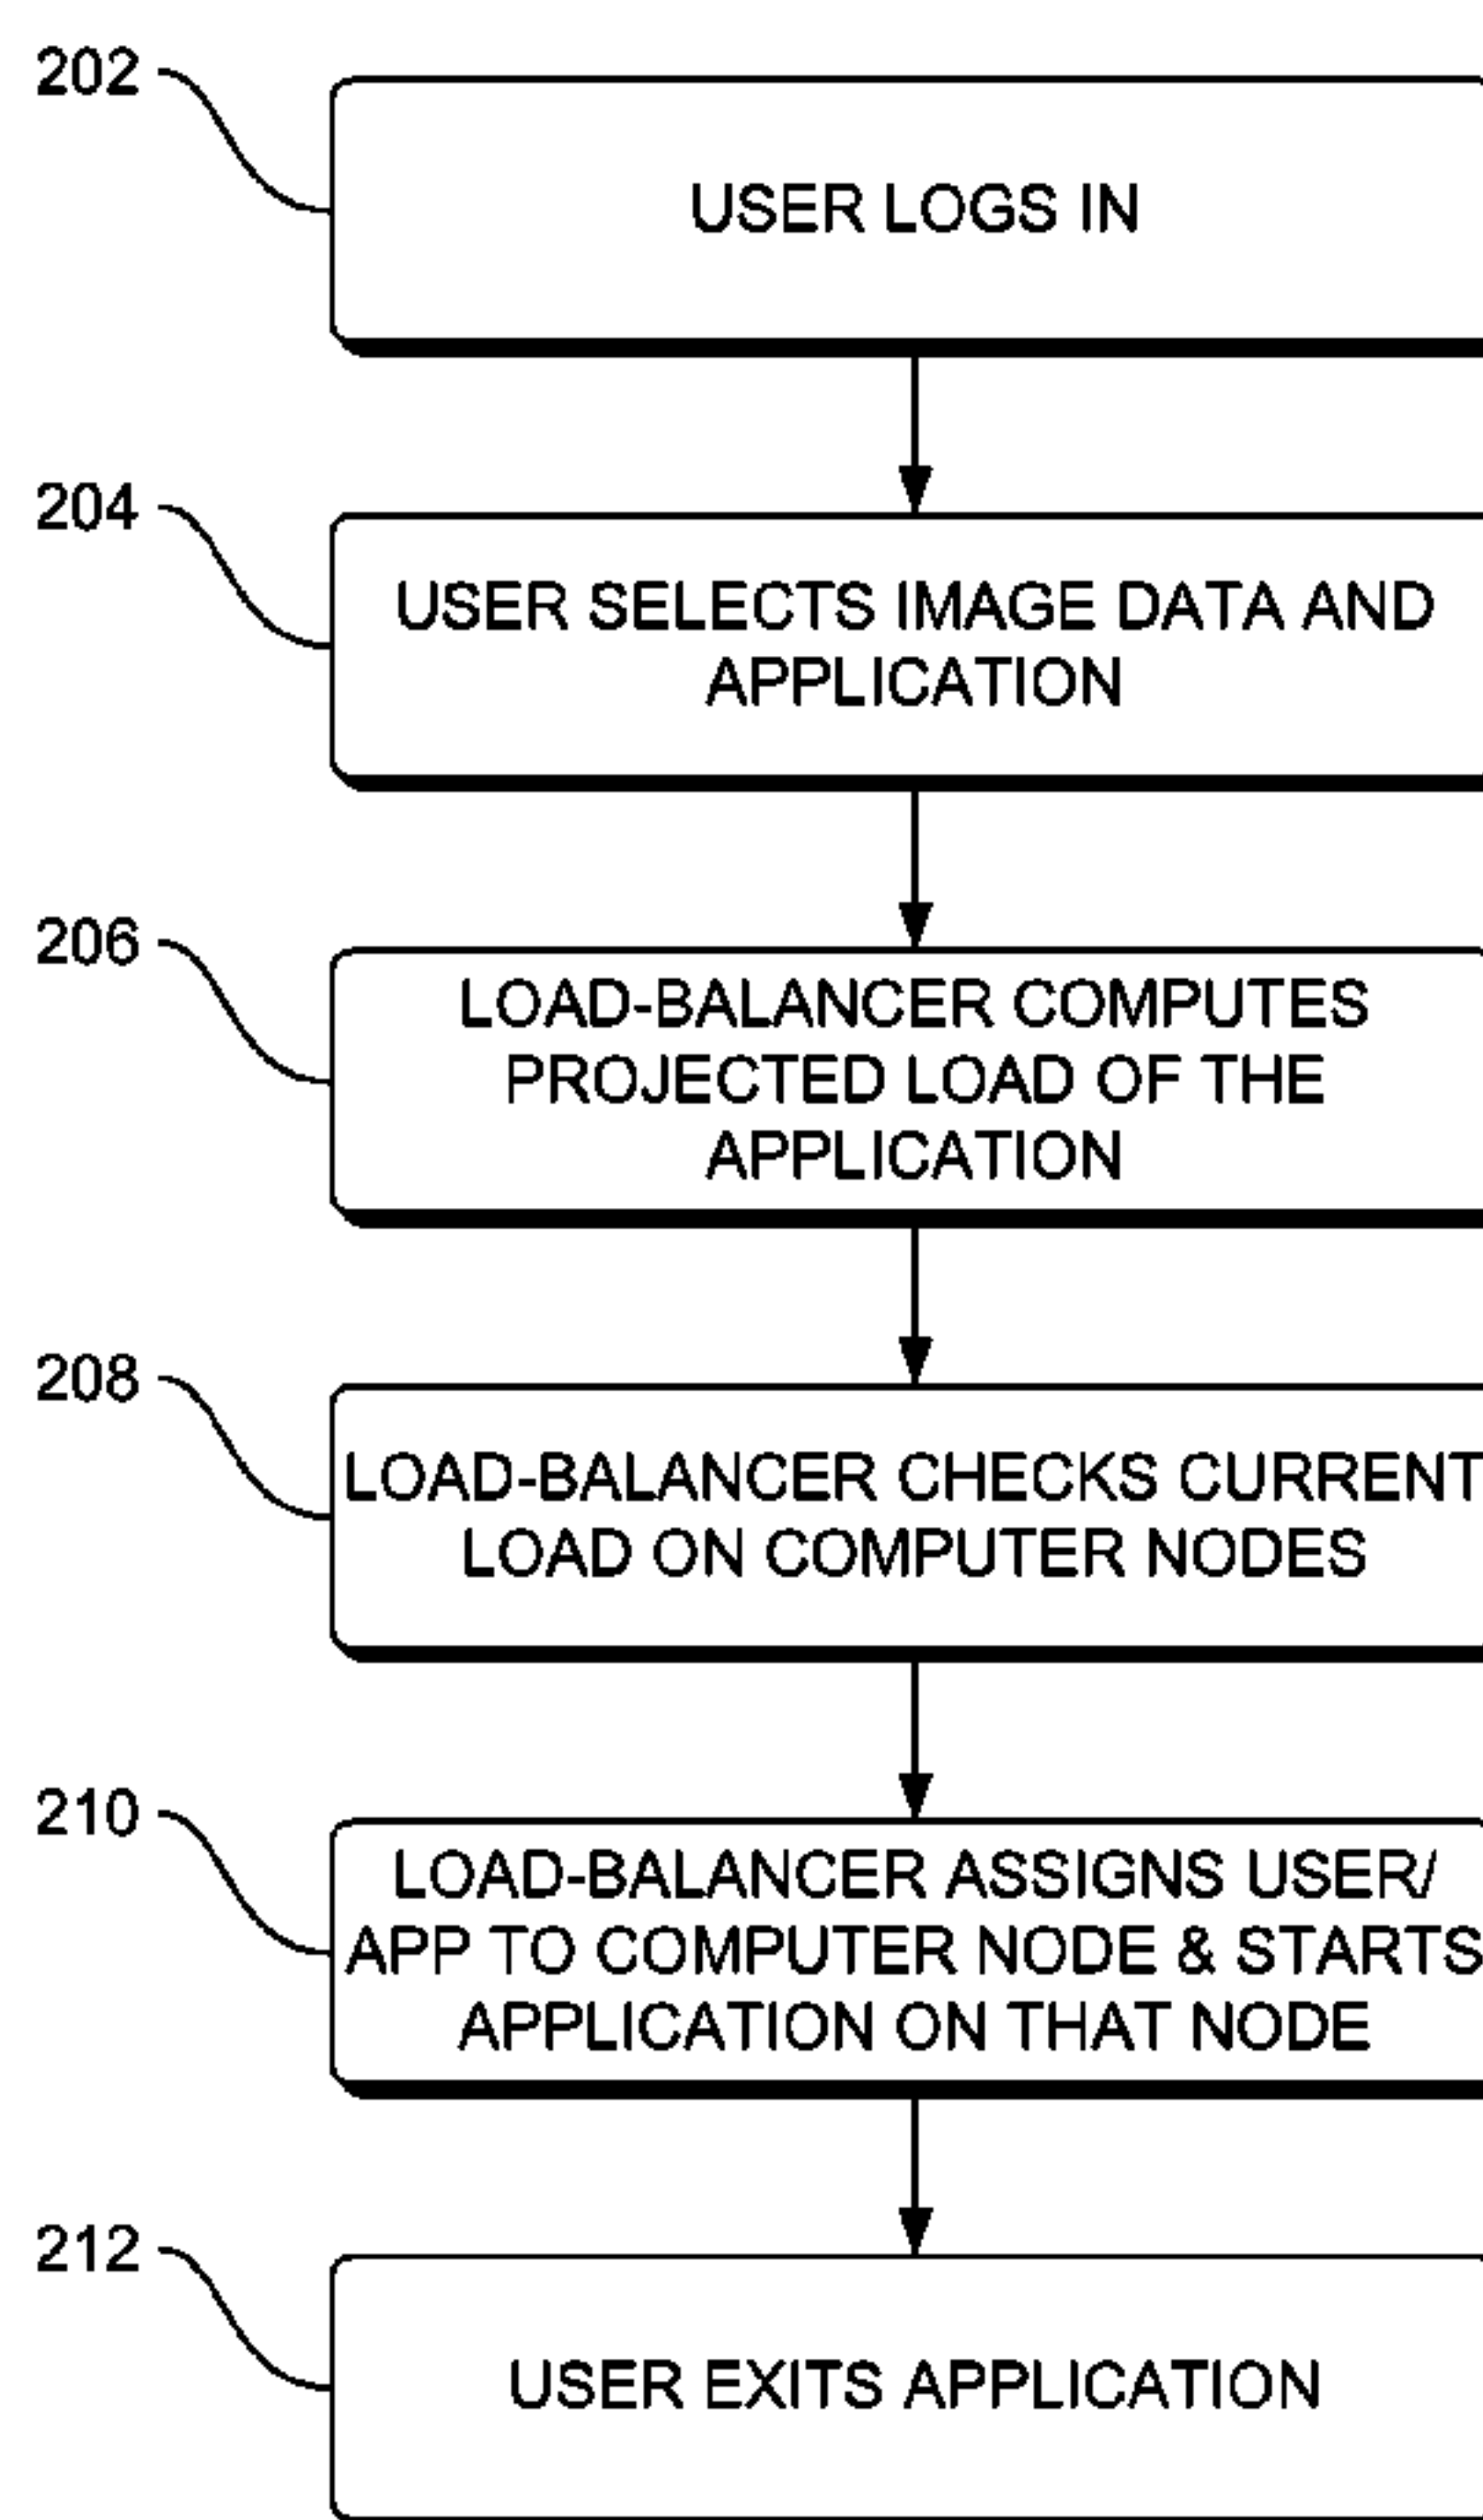 202
USER LOGS IN
204
USER SELECTS IMAGE DATA AND
APPLICATION
206
LOAD-BALANCER COMPUTES
PROJECTED LOAD OF THE
APPLICATION
208
LOAD-BALANCER CHECKS CURRENT
LOAD ON COMPUTER NODES
210
LOAD-BALANCER ASSIGNS USER/
APP TO COMPUTER NODE & STARTS
APPLICATION ON THAT NODE
212
USER EXITS APPLICATION